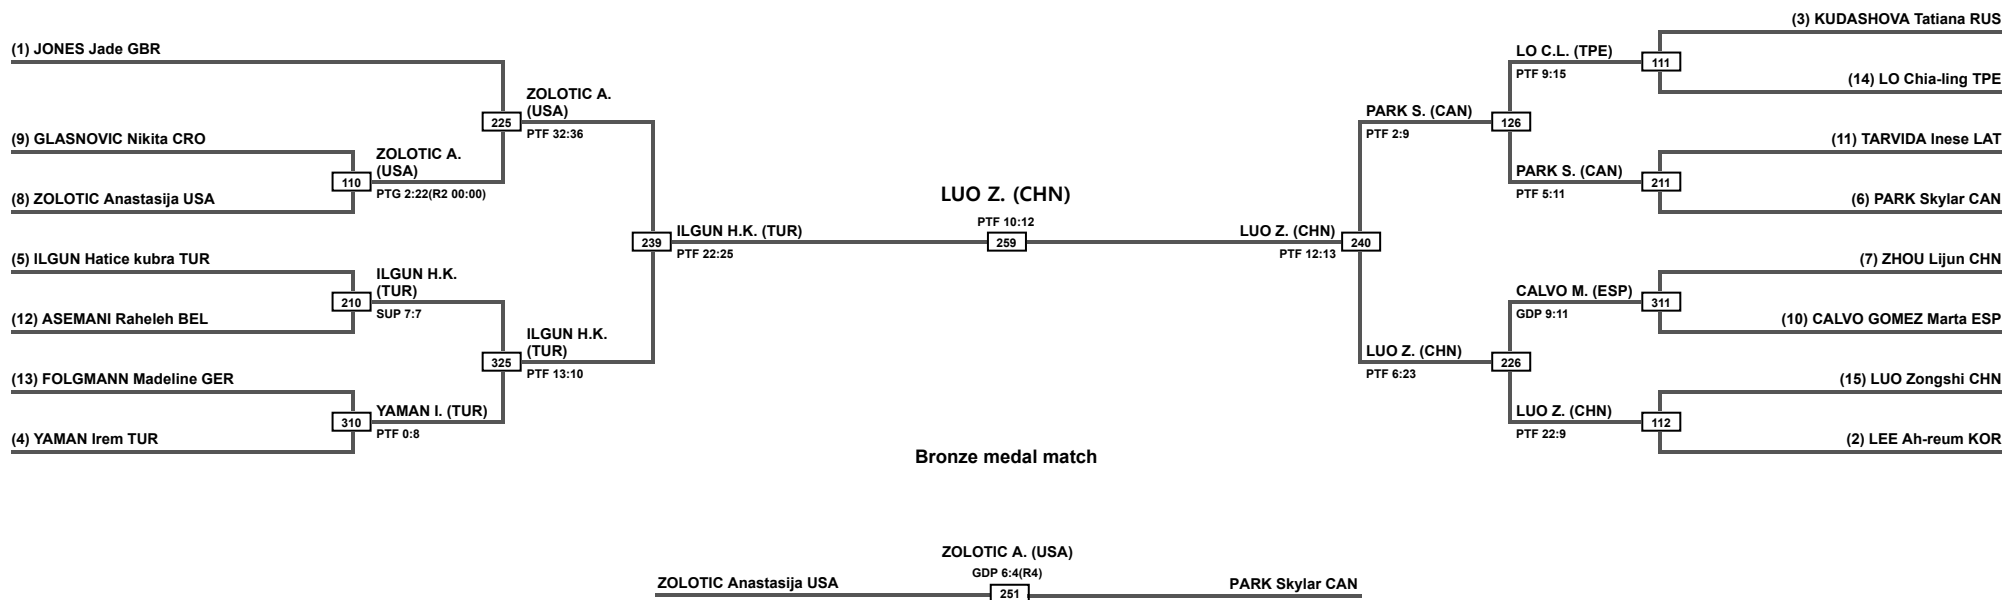 (3) KUDASHOVA Tatiana RUS
(1) JONES Jade GBR
LO C.L. (TPE)
111
PTF 9:15
(14) LO Chia-ling TPE
ZOLOTIC A.
(USA)
225
PTF 32:36
PARK S. (CAN)
126
PTF 2:9
(9) GLASNOVIC Nikita CRO
(11) TARVIDA Inese LAT
ZOLOTIC A.
(USA)
110
PTG 2:22(R2 00:00)
PARK S. (CAN)
211
PTF 5:11
(8) ZOLOTIC Anastasija USA
(6) PARK Skylar CAN
LUO Z. (CHN)
PTF 10:12
239
ILGUN H.K. (TUR)
PTF 22:25
259
LUO Z. (CHN)
240
PTF 12:13
(5) ILGUN Hatice kubra TUR
(7) ZHOU Lijun CHN
ILGUN H.K.
(TUR)
210
SUP 7:7
CALVO M. (ESP)
311
GDP 9:11
(12) ASEMANI Raheleh BEL
(10) CALVO GOMEZ Marta ESP
ILGUN H.K.
(TUR)
325
PTF 13:10
LUO Z. (CHN)
226
PTF 6:23
(13) FOLGMANN Madeline GER
(15) LUO Zongshi CHN
310
YAMAN I. (TUR)
PTF 0:8
LUO Z. (CHN)
112
PTF 22:9
(4) YAMAN Irem TUR
(2) LEE Ah-reum KOR
Bronze medal match
ZOLOTIC A. (USA)
GDP 6:4(R4)
ZOLOTIC Anastasija USA
251
PARK Skylar CAN